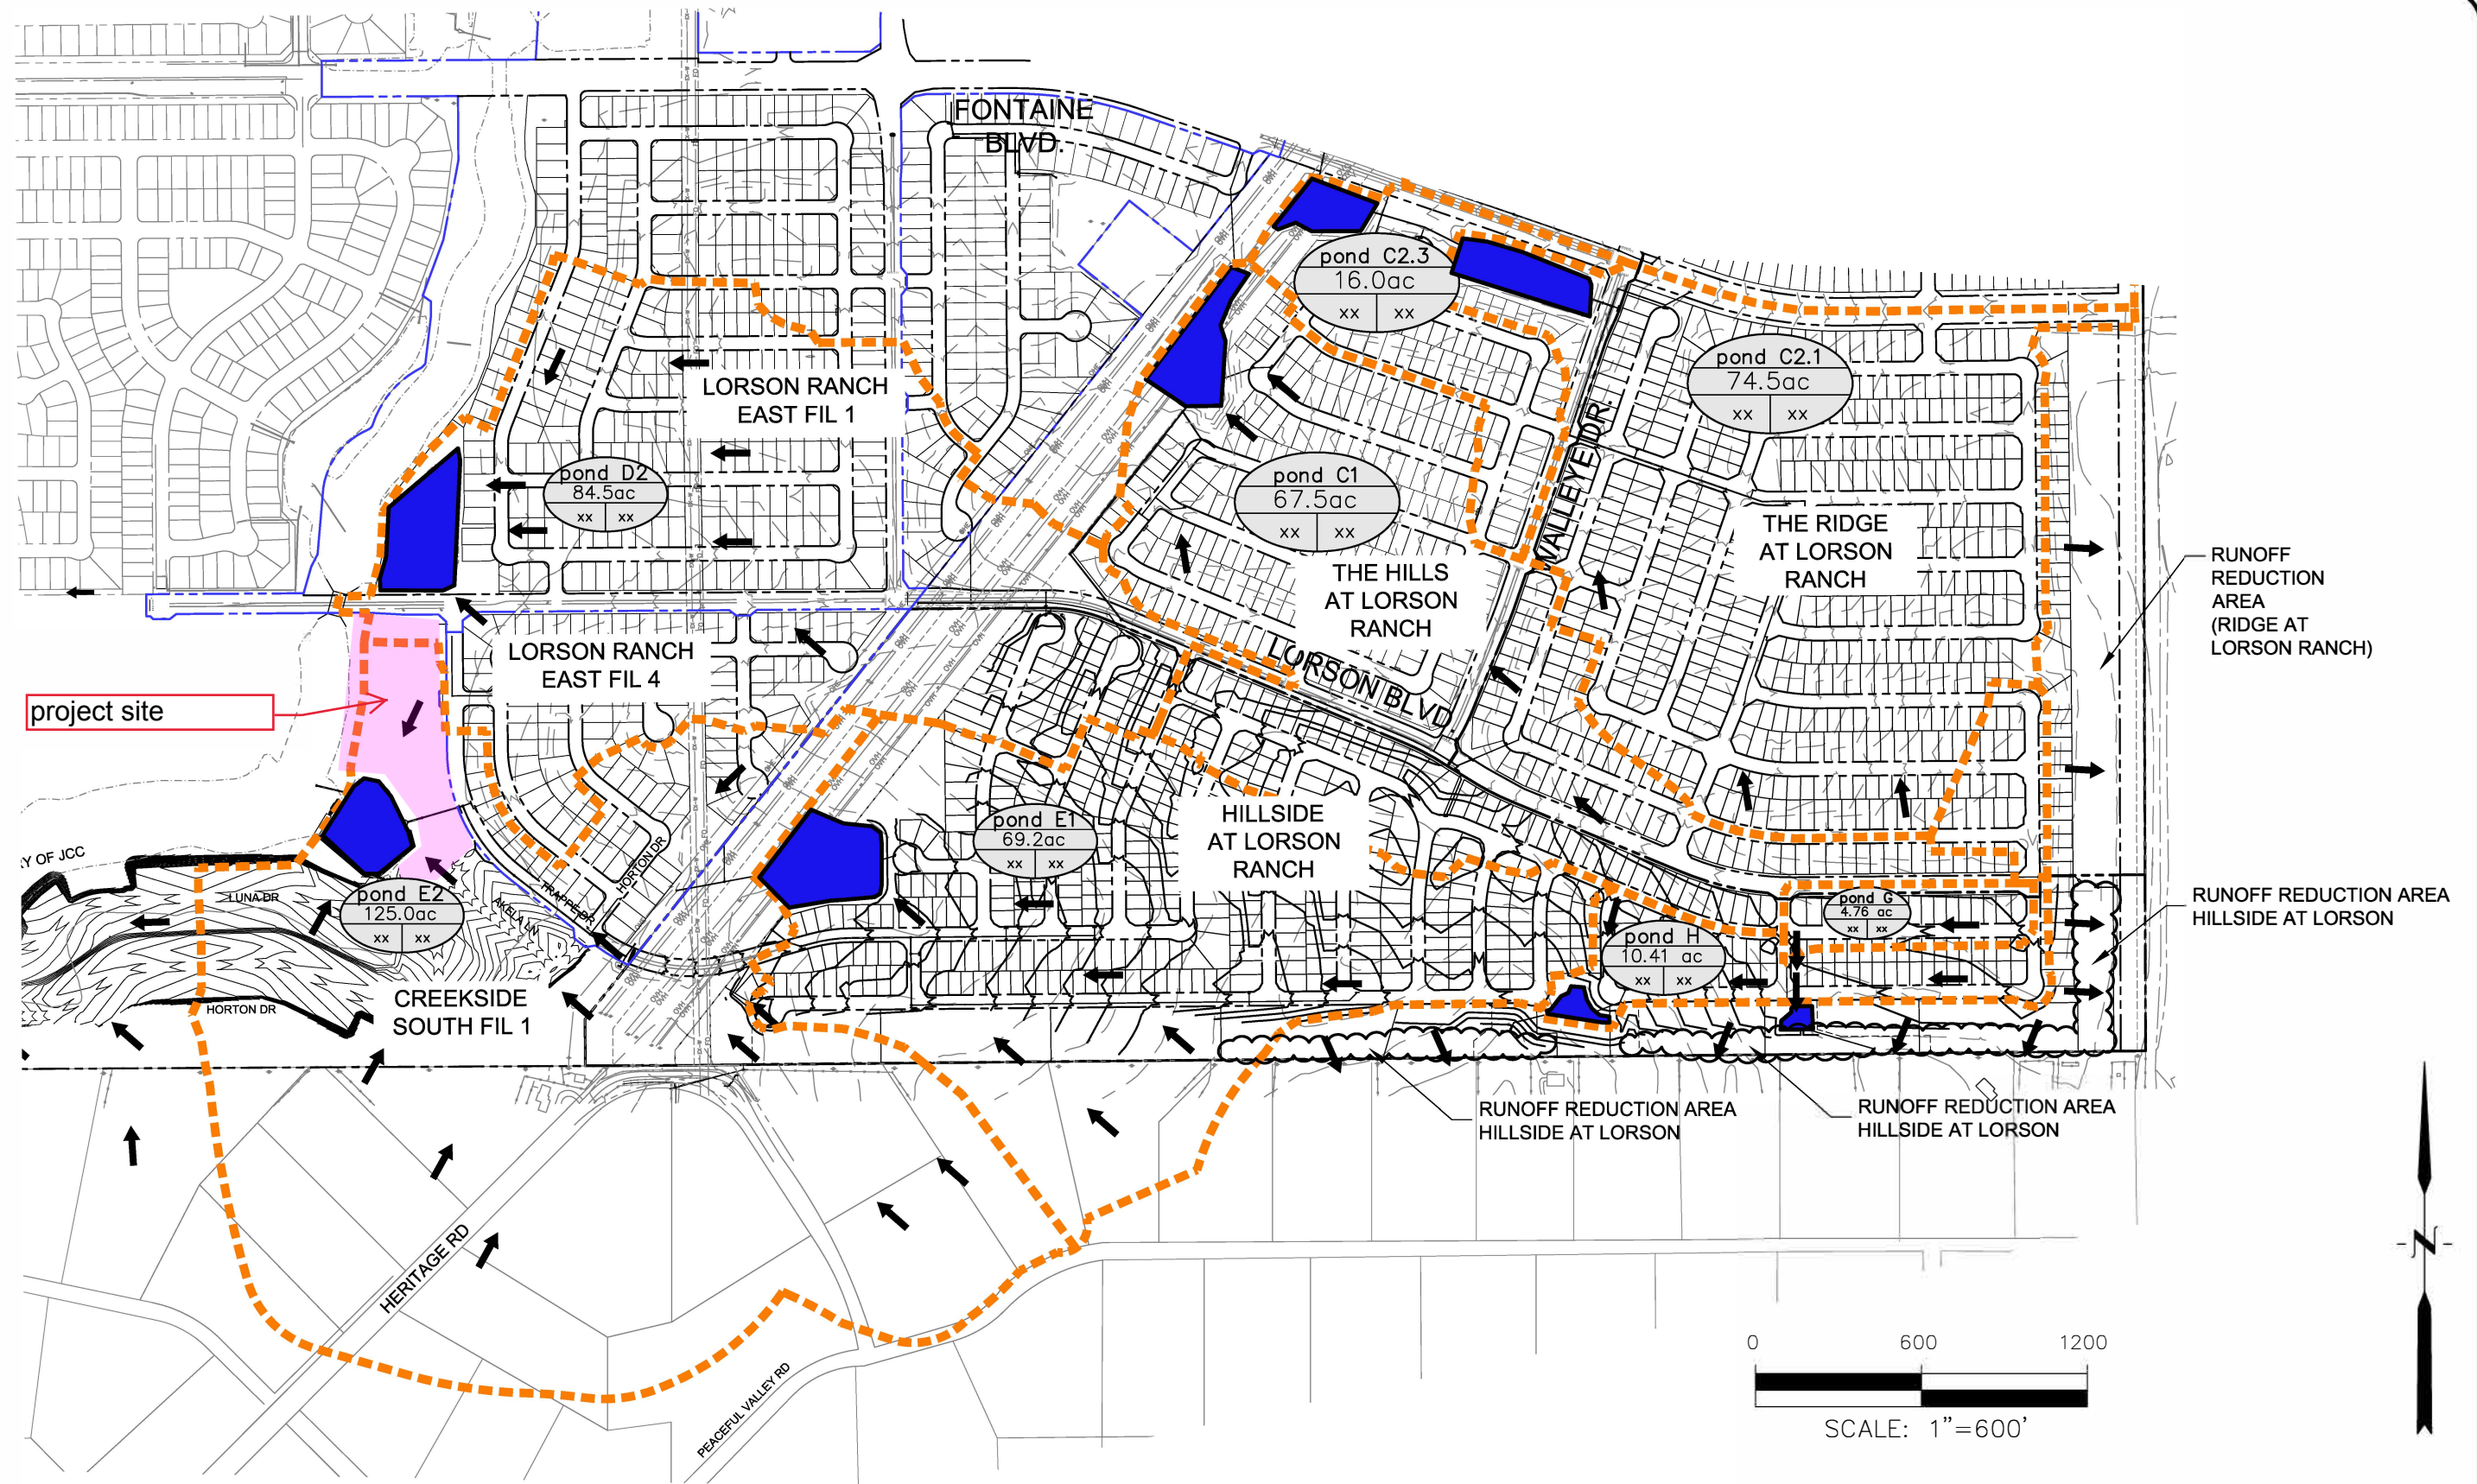 FONTAINE
BLVD.
pond C2.3
16.0ac
xx xx
pond C2.1
74.5ac
xx xx
LORSON RANCH
EAST FIL 1
WALLEYE DR.
pond D2
84.5ac
xx xx
pond C1
67.5ac
xx xx
THE RIDGE
AT LORSON
RANCH
RUNOFF
REDUCTION
AREA
(RIDGE AT
LORSON RANCH)
THE HILLS
AT LORSON
RANCH
LORSON RANCH
EAST FIL 4
LORSON BLVD
project site
pond E1
69.2ac
xx xx
HILLSIDE
AT LORSON
RANCH
HORTON DR
TRAPPE DR
AKELA LN
Y OF JCC
LUNA DR
pond E2
125.0ac
xx xx
pond G
4.76 ac
xx xx
RUNOFF REDUCTION AREA
HILLSIDE AT LORSON
pond H
10.41 ac
xx xx
CREEKSIDE
SOUTH FIL 1
HORTON DR
RUNOFF REDUCTION AREA
HILLSIDE AT LORSON
RUNOFF REDUCTION AREA
HILLSIDE AT LORSON
HERITAGE RD
PEACEFUL VALLEY RD
N
0 600 1200
SCALE: 1"=600'